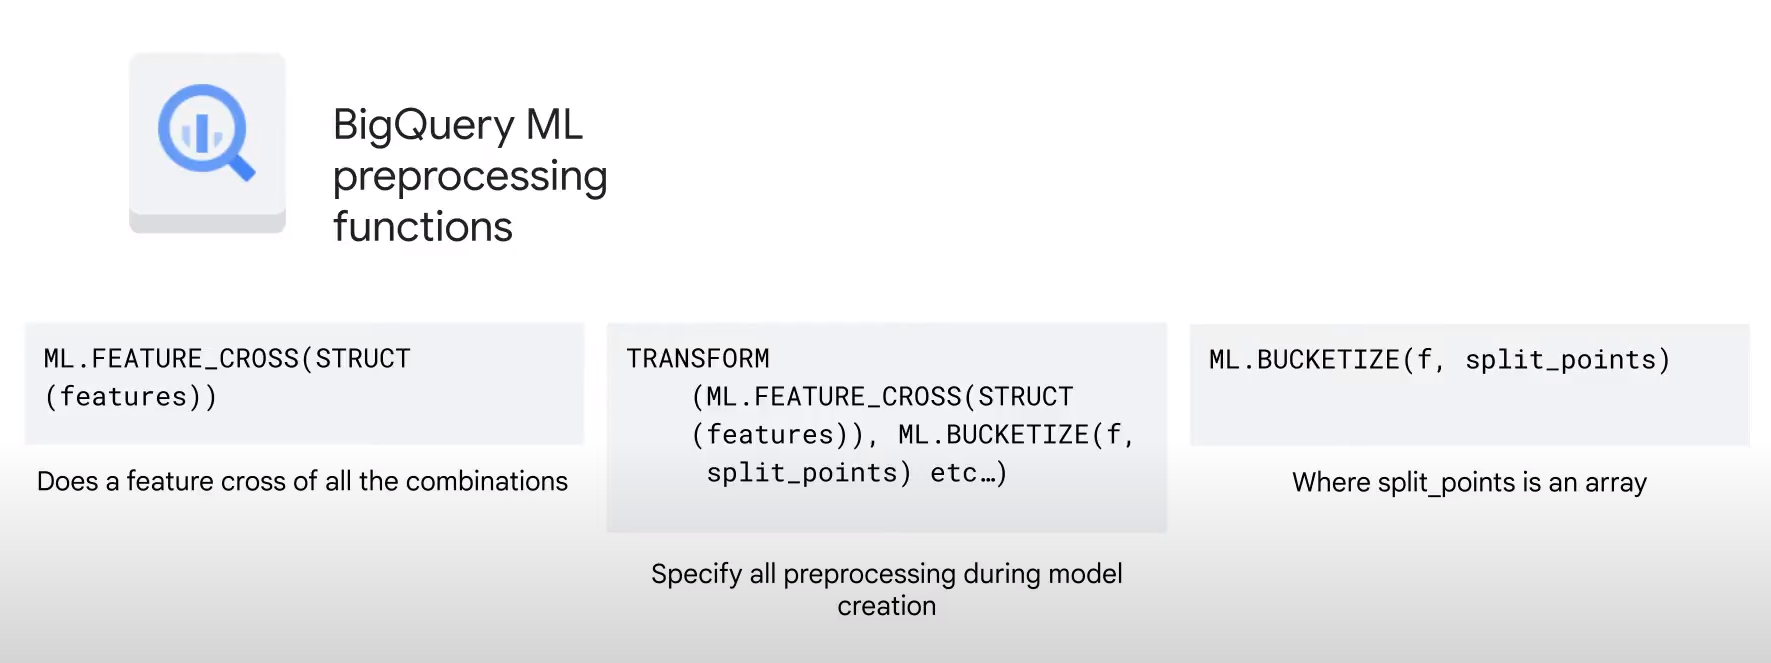 BigQuery ML
preprocessing
functions
ML.FEATURE_CROSS(STRUCT
(features))
Does a feature cross of all the combinations
TRANSFORM
(ML.FEATURE_CROSS(STRUCT
(features)), ML.BUCKETIZE(f,
split_points) etc…)
Specify all preprocessing during model
creation
ML.BUCKETIZE(f, split_points)
Where split_points is an array